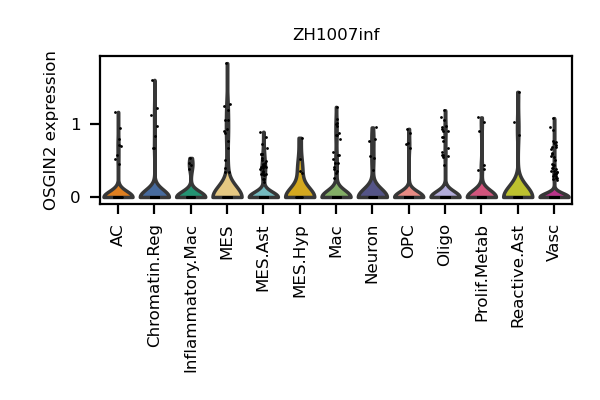 ZH1007inf
OSGIN2 expression
1
0
AC
Chromatin.Reg
Inflammatory.Mac
MES
MES.Ast
MES.Hyp
Mac
Neuron
OPC
Oligo
Prolif.Metab
Reactive.Ast
Vasc